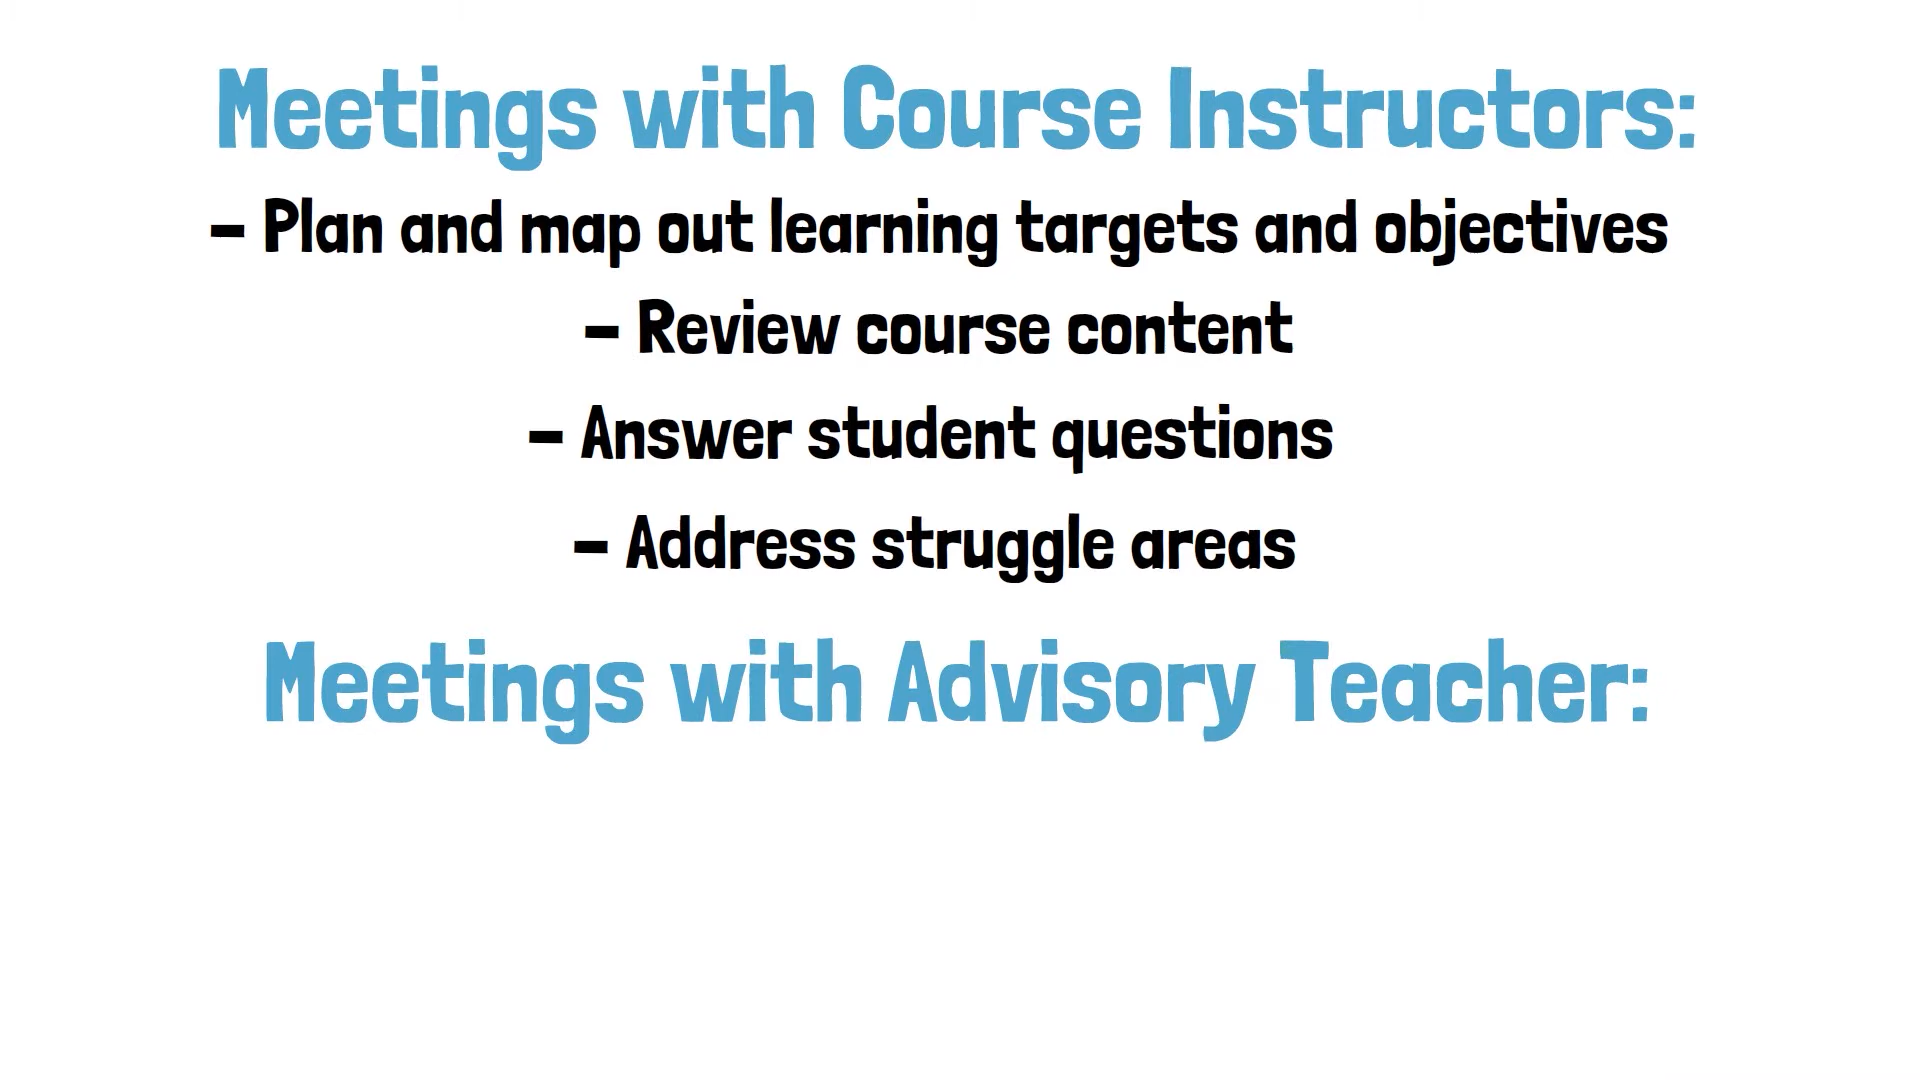 Meetings with Course Instructors:
- Plan and map out learning targets and objectives
- Review course content
- Answer student questions
- Address struggle areas
Meetings with Advisory Teacher: